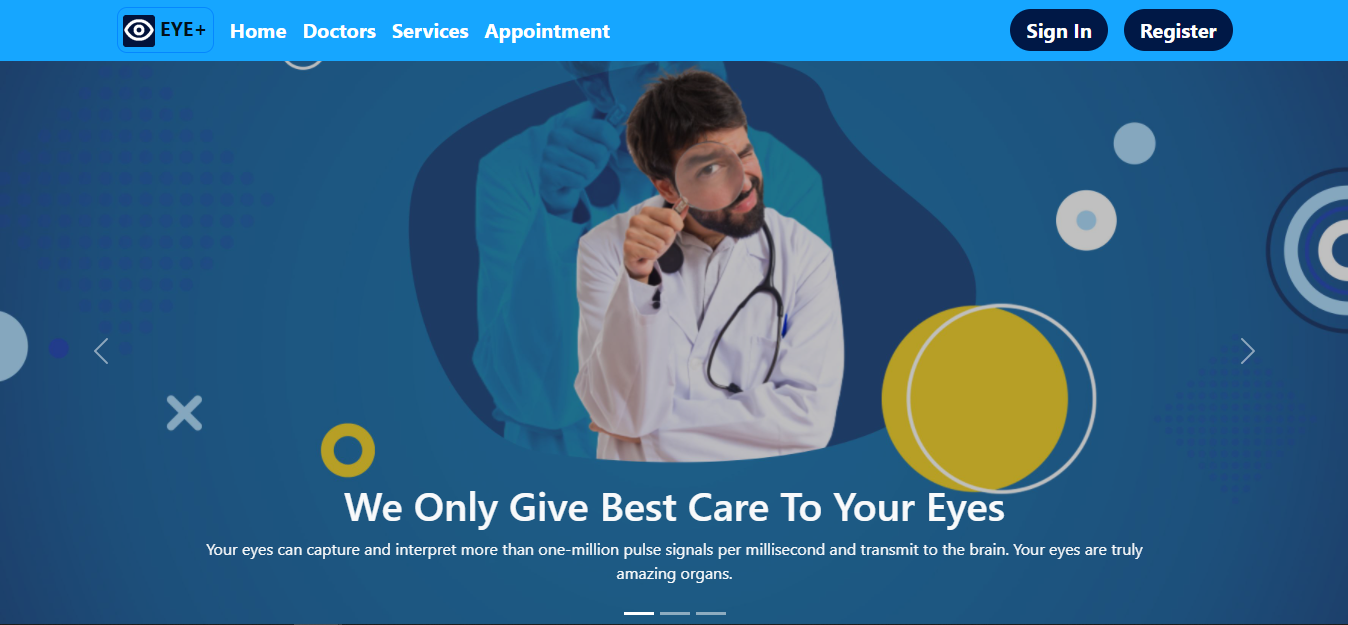 EYE+ Home Doctors Services Appointment Sign In Register
We Only Give Best Care To Your Eyes
Your eyes can capture and interpret more than one-million pulse signals per millisecond and transmit to the brain. Your eyes are truly
amazing organs.